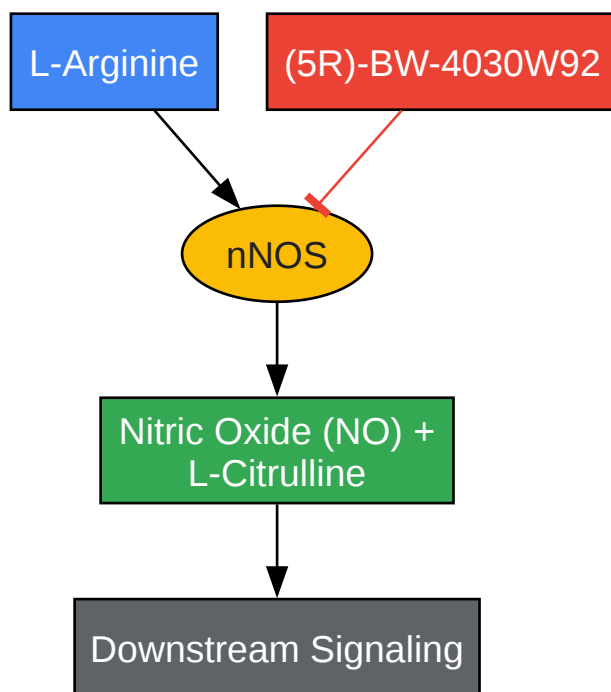 L-Arginine
(5R)-BW-4030W92
nNOS
Nitric Oxide (NO) +
L-Citrulline
Downstream Signaling